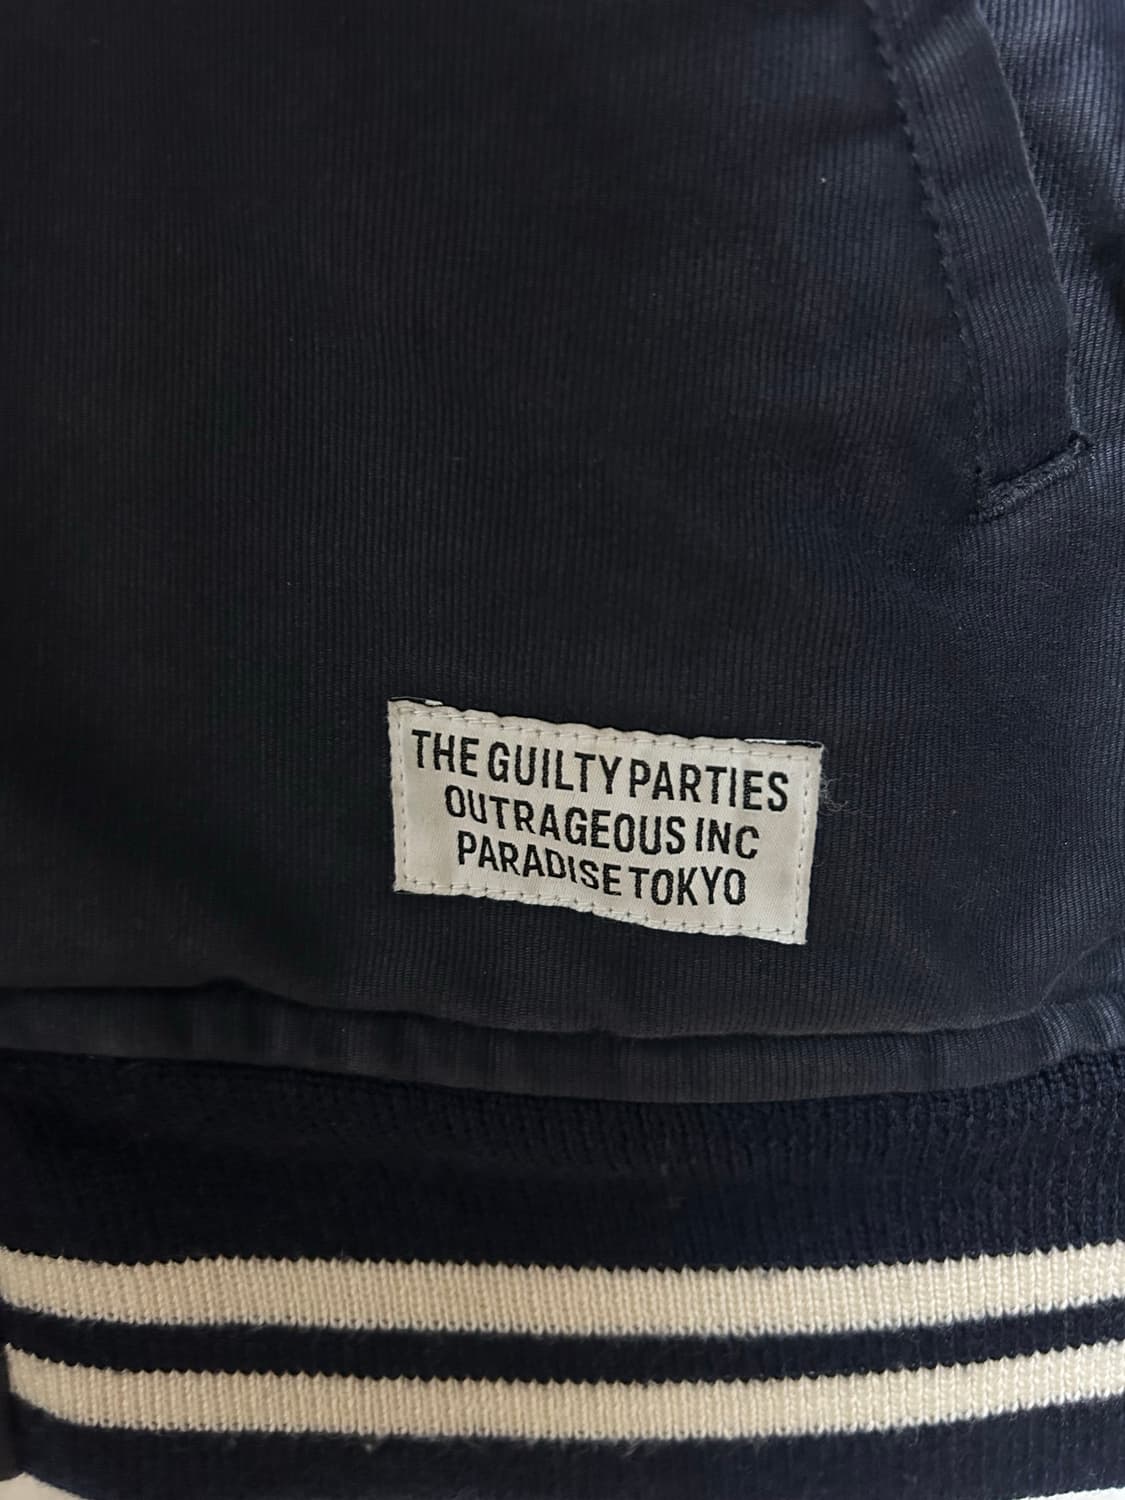 THE GUILTY PARTIES
OUTRAGEOUS INC
PARADISE TOKYO